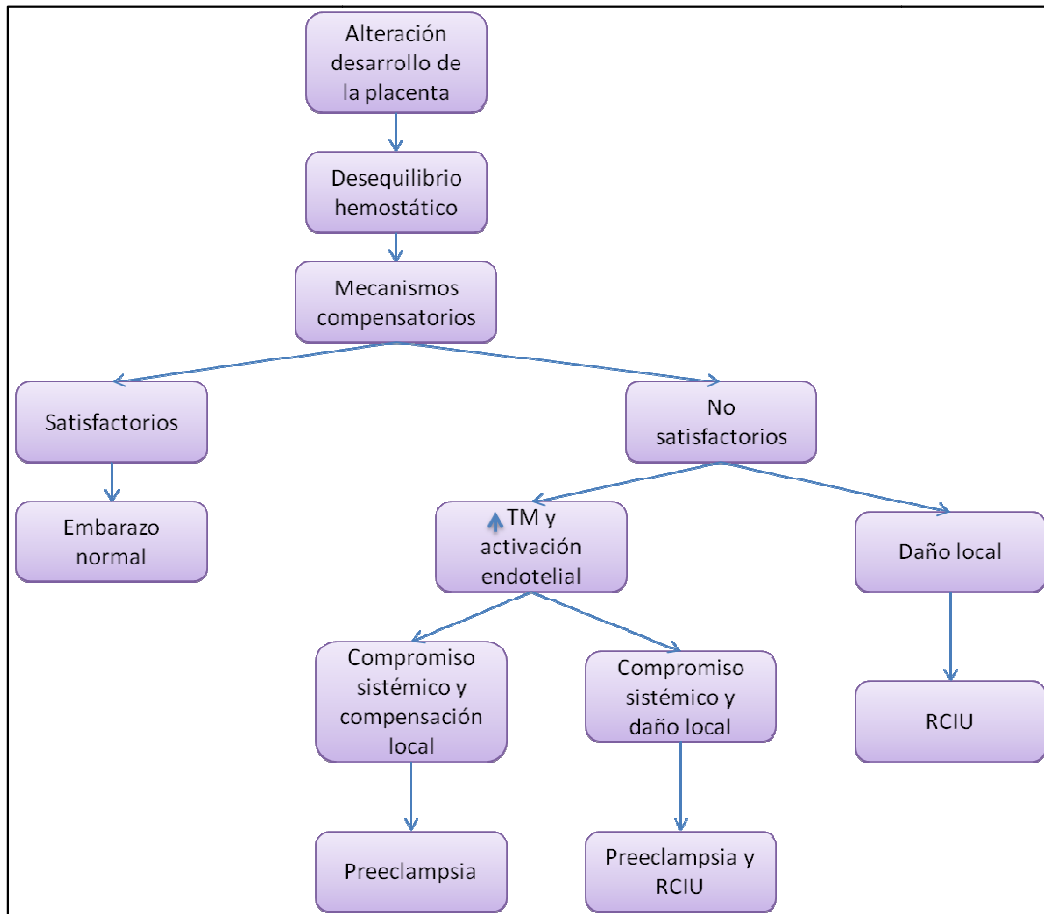 Alteración
desarrollo de
la placenta
Desequilibrio
hemostático
Mecanismos
compensatorios
Satisfactorios
No
satisfactorios
Embarazo
normal
TM y
activación
endotelial
Daño local
Compromiso
sistémico y
compensación
local
Compromiso
sistémico y
daño local
RCIU
Preeclampsia
Preeclampsia y
RCIU